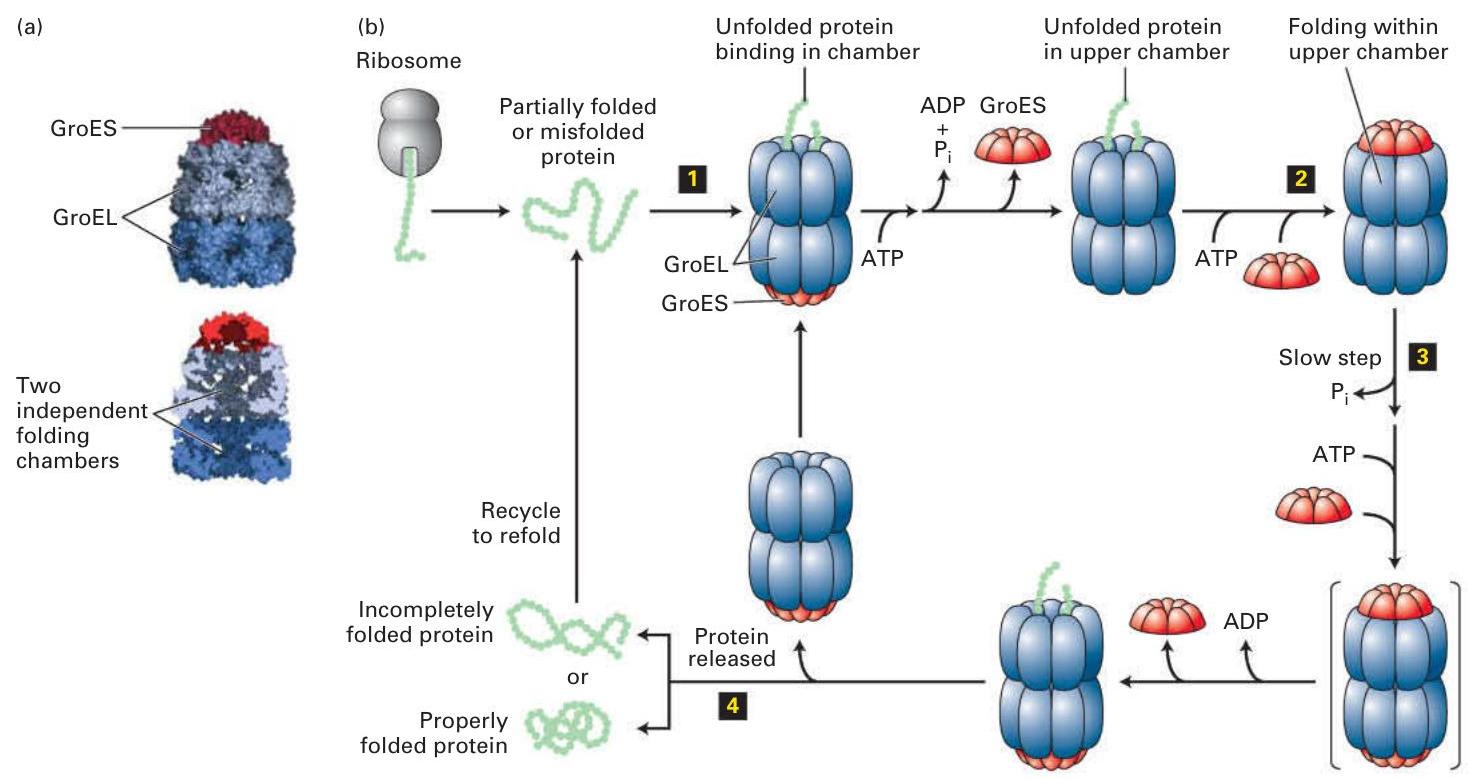 (a)
GroES
GroEL
Two
independent
folding
chambers
(b)
Ribosome
Partially folded
or misfolded
protein
1
Unfolded protein
binding in chamber
GroEL
GroES
ATP
ADP
+
Pi
GroES
Unfolded protein
in upper chamber
2
ATP
Folding within
upper chamber
Slow step
3
Pi
ATP
ADP
Protein
released
4
Incompletely
folded protein
or
Properly
folded protein
Recycle
to refold